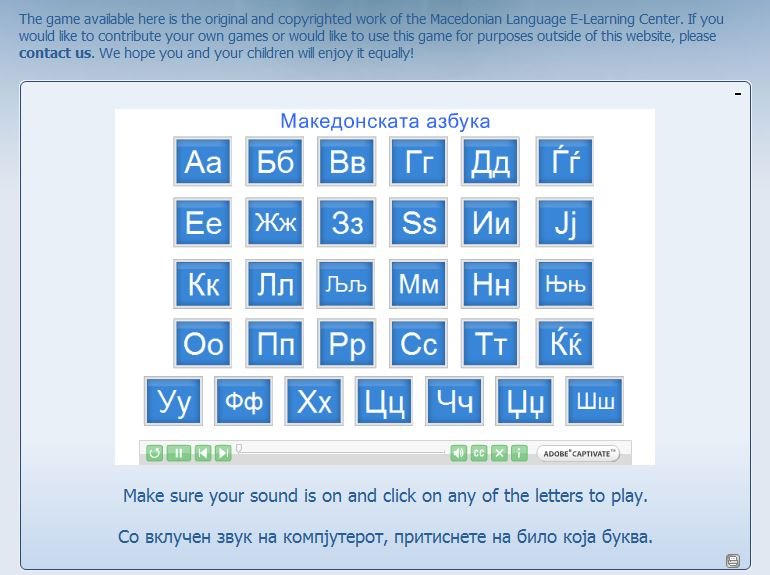 The game available here is the original and copyrighted work of the Macedonian Language E-Learning Center. If you
would like to contribute your own games or would like to use this game for purposes outside of this website, please
contact us. We hope you and your children will enjoy it equally!
Македонската азбука
Аа Бб Вв Гг Дд Ѓѓ
Ее Жж Зз Ѕѕ Ии Јј
Кк Лл Љљ Мм Нн Њњ
Оо Пп Рр Сс Тт Ќќ
Уу Фф Хх Цц Чч Џџ Шш
CC ADOBE® CAPTIVATE™
Make sure your sound is on and click on any of the letters to play.
Со вклучен звук на компјутерот, притиснете на било која буква.